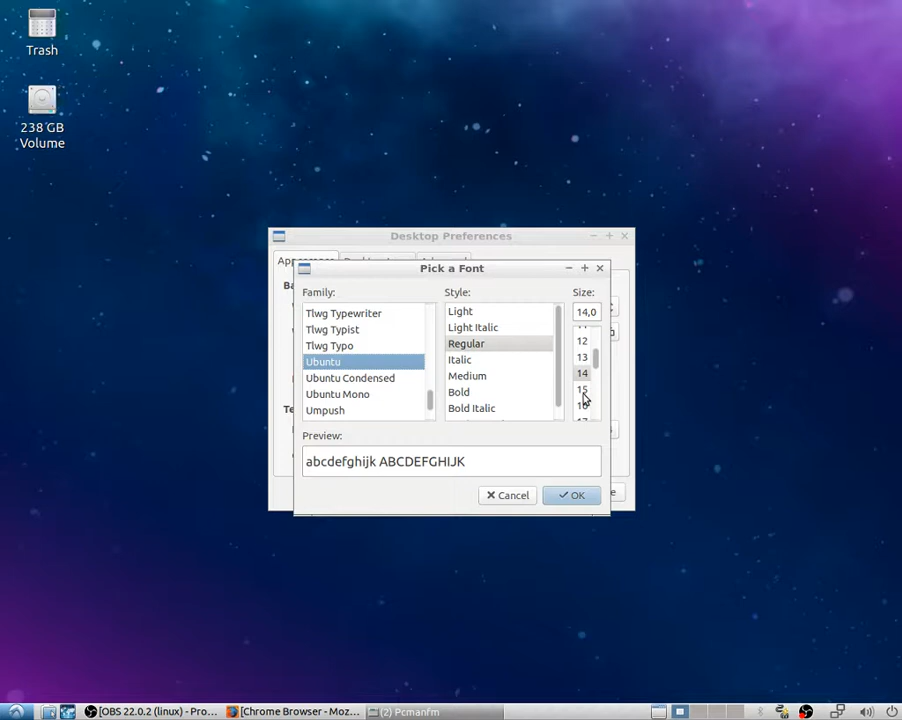 Trash
238 GB
Volume
Desktop Preferences
Pick a Font
Family:
Style:
Size:
Tlwg Typewriter
Tlwg Typist
Tlwg Typo
Ubuntu
Ubuntu Condensed
Ubuntu Mono
Umpush
Light
Light Italic
Regular
Italic
Medium
Bold
Bold Italic
14,0
12
13
14
15
Preview:
abcdefghijk ABCDEFGHIJK
Cancel
OK
[OBS 22.0.2 (linux) - Pro...
[Chrome Browser - Moz...
(2) Pcmanfm